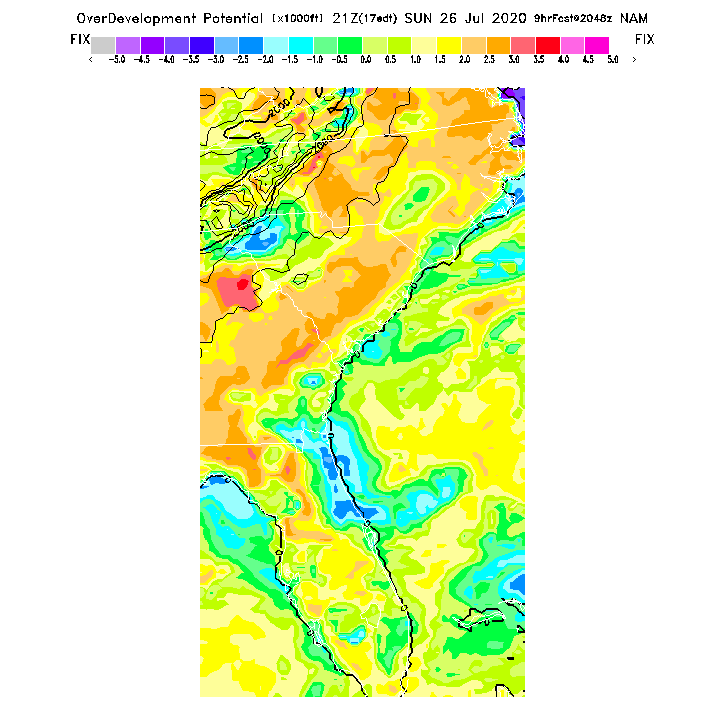 OverDevelopment Potential [x1000ft] 21Z(17edt) SUN 26 Jul 2020 9hrFcst@2048z NAM
FIX FIX
< -5.0 -4.5 -4.0 -3.5 -3.0 -2.5 -2.0 -1.5 -1.0 -0.5 0.0 0.5 1.0 1.5 2.0 2.5 3.0 3.5 4.0 4.5 5.0 >
2000